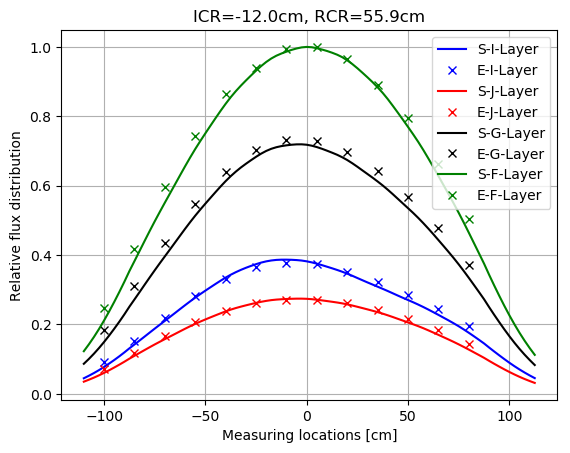 ICR=-12.0cm, RCR=55.9cm
Relative flux distribution
1.0
0.8
0.6
0.4
0.2
0.0
S-I-Layer
E-I-Layer
S-J-Layer
E-J-Layer
S-G-Layer
E-G-Layer
S-F-Layer
E-F-Layer
−100 −50 0 50 100
Measuring locations [cm]